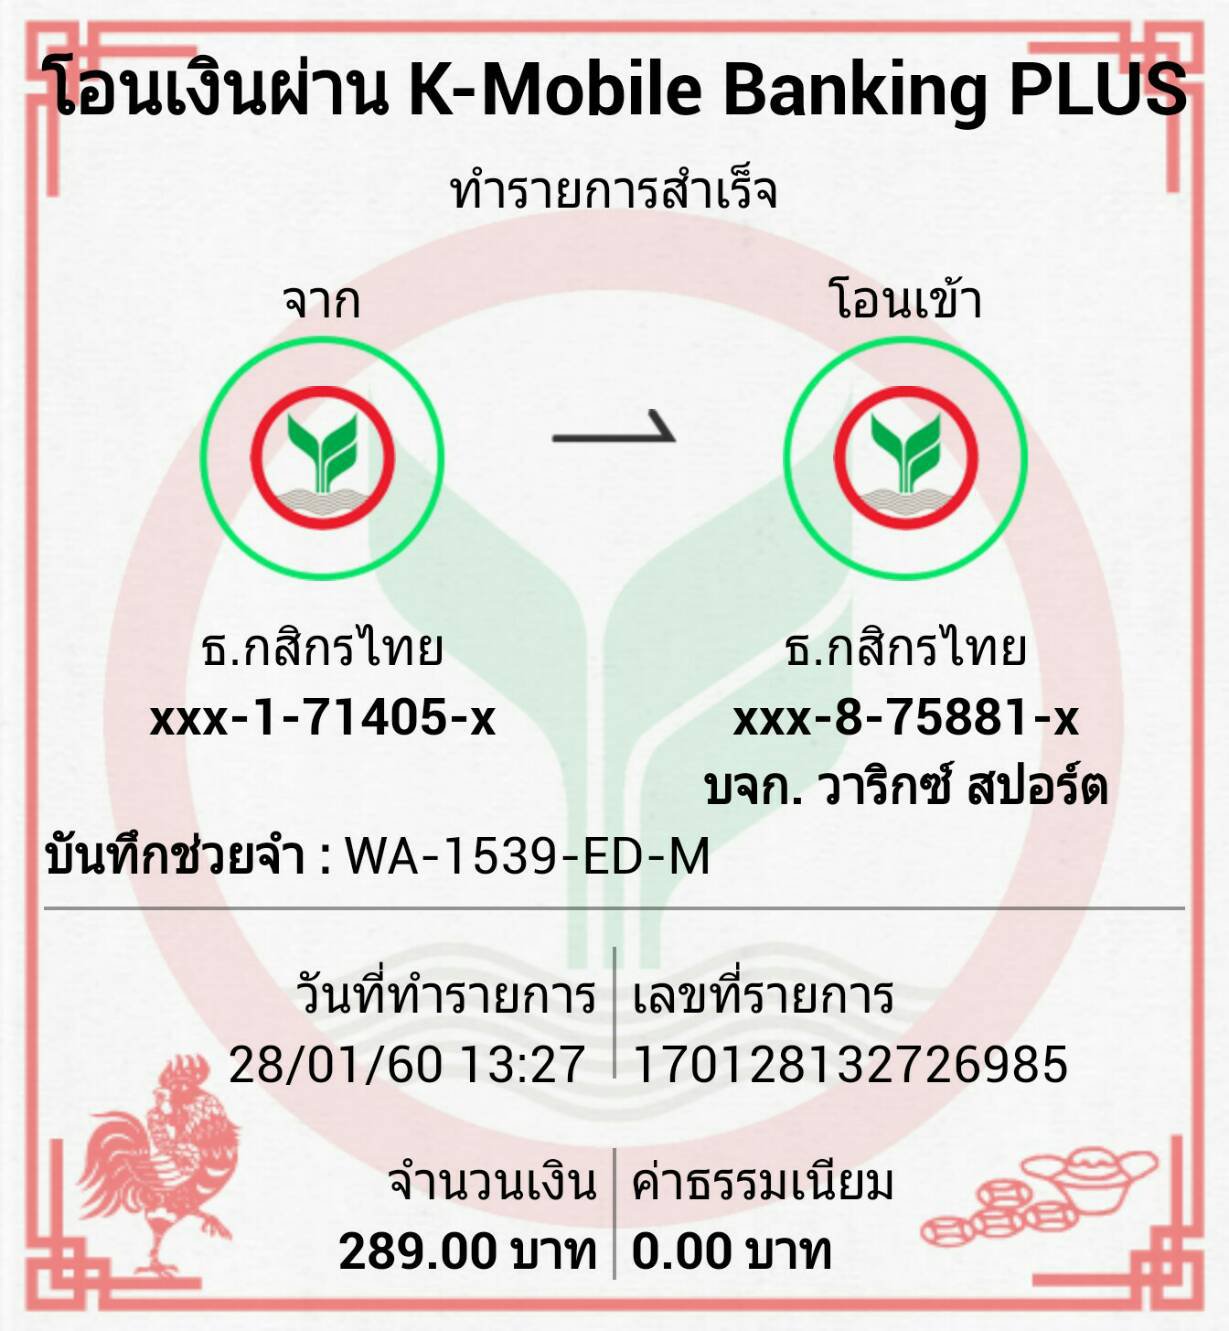 โอนเงินผ่าน K-Mobile Banking PLUS
ทำรายการสำเร็จ
จาก
โอนเข้า
ธ.กสิกรไทย
xxx-1-71405-x
ธ.กสิกรไทย
xxx-8-75881-x
บจก. วาริกซ์ สปอร์ต
บันทึกช่วยจำ : WA-1539-ED-M
วันที่ทำรายการ
28/01/60 13:27
เลขที่รายการ
170128132726985
จำนวนเงิน
289.00 บาท
ค่าธรรมเนียม
0.00 บาท